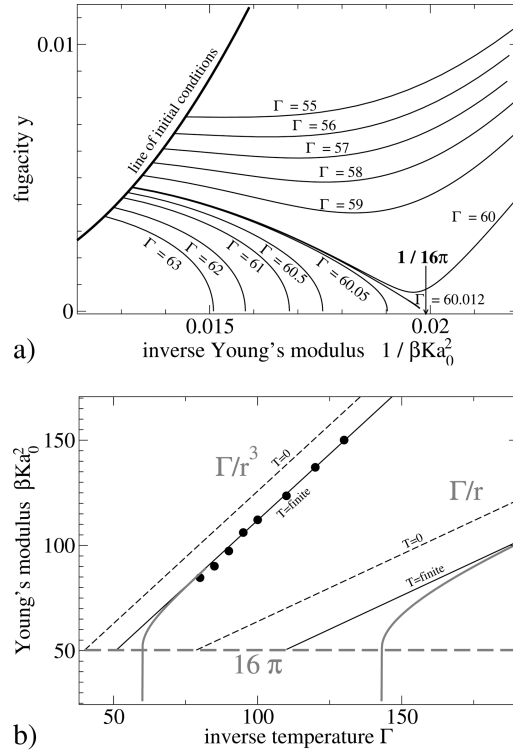 0.01
fugacity y
line of initial conditions
Γ = 55
Γ = 56
Γ = 57
Γ = 58
Γ = 59
Γ = 60
1 / 16π
Γ = 63
Γ = 62
Γ = 61
Γ = 60.5
Γ = 60.05
Γ = 60.012
0
0.015
0.02
a)
inverse Young's modulus 1 / βKa₀²
Young's modulus βKa₀²
150
100
50
Γ/r³
T=0
T=finite
Γ/r
T=0
T=finite
16 π
50
100
150
b)
inverse temperature Γ